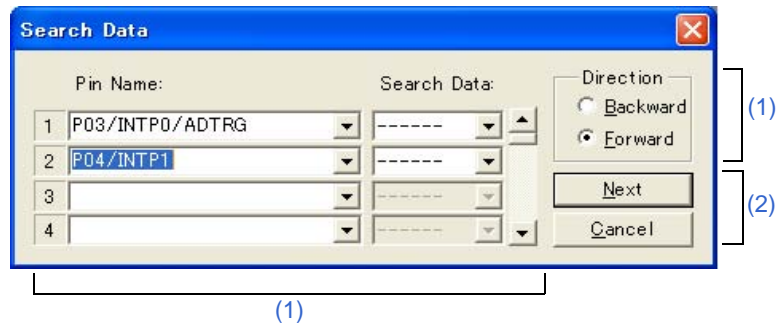 Search Data
Pin Name: Search Data: Direction
Backward
(1)
1 P03/INTP0/ADTRG ------
Forward
2 P04/INTP1 ------
Next
3 ------
(2)
4 ------ Cancel
(1)